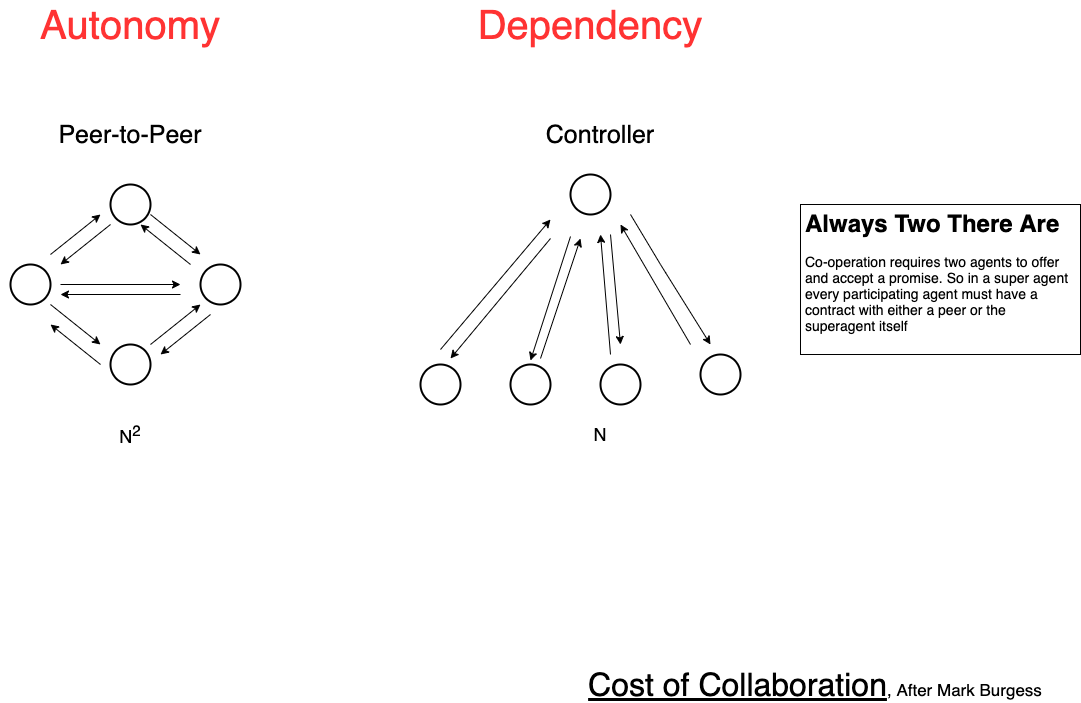 Autonomy
Dependency
Peer-to-Peer
Controller
Always Two There Are
Co-operation requires two agents to offer
and accept a promise. So in a super agent
every participating agent must have a
contract with either a peer or the
superagent itself
N²
N
Cost of Collaboration, After Mark Burgess